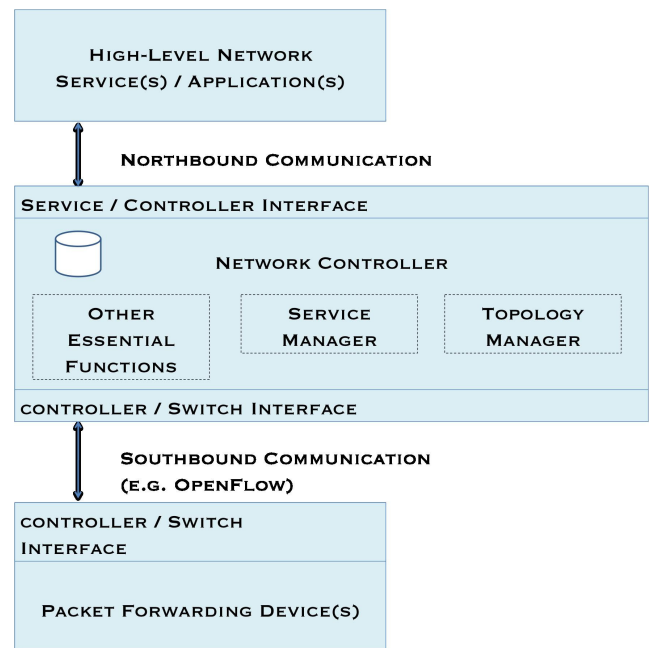 High-Level Network
Service(s) / Application(s)
Northbound Communication
Service / Controller Interface
Network Controller
Other
Essential
Functions
Service
Manager
Topology
Manager
controller / Switch Interface
Southbound Communication
(e.g. OpenFlow)
controller / Switch
Interface
Packet Forwarding Device(s)